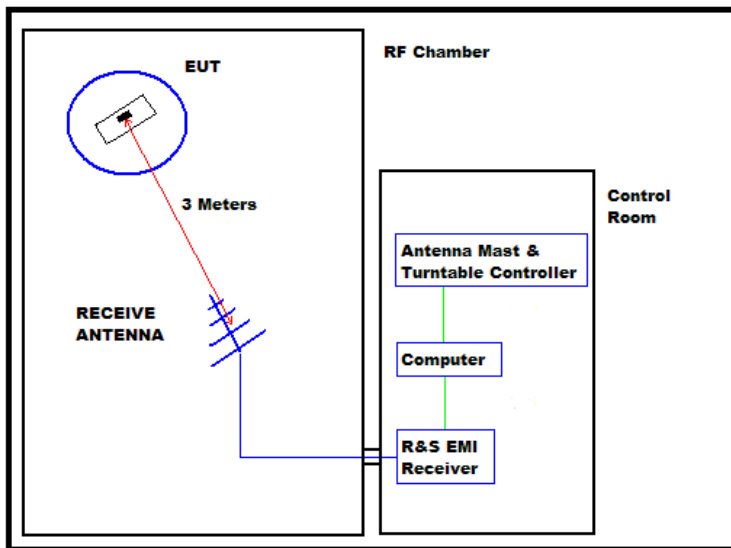 EUT
RF Chamber
3 Meters
Control
Room
Antenna Mast &
Turntable Controller
RECEIVE
ANTENNA
Computer
R&S EMI
Receiver